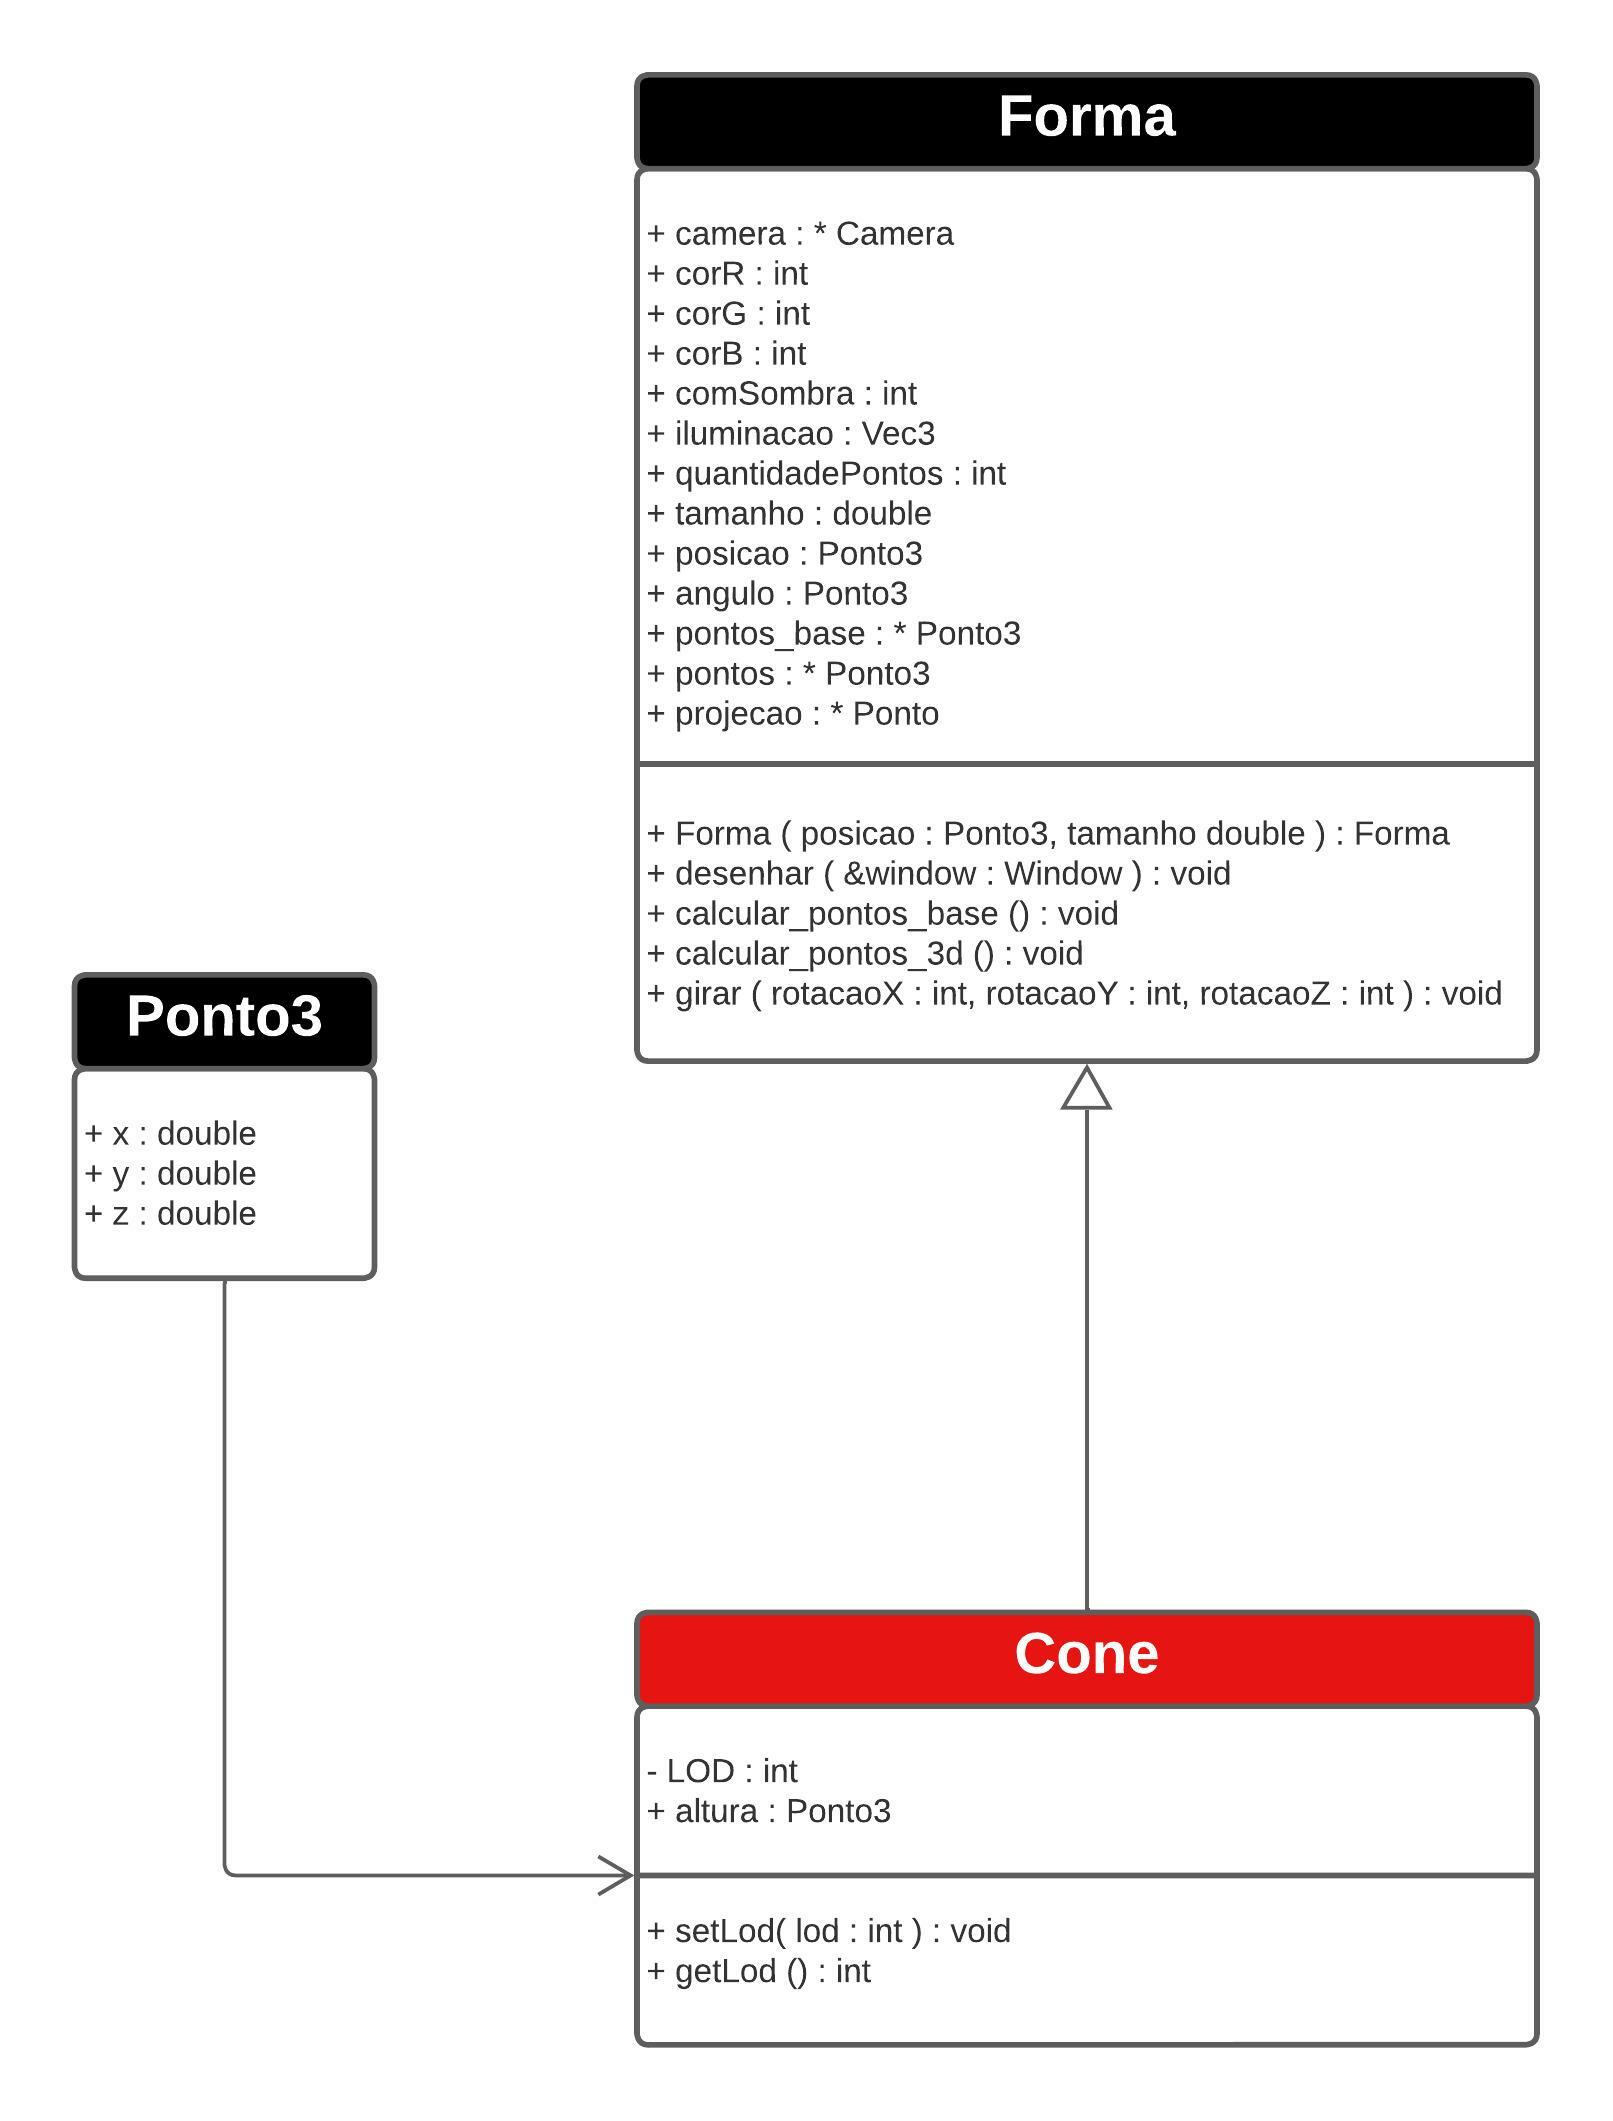 Forma
+ camera : * Camera
+ corR : int
+ corG : int
+ corB : int
+ comSombra : int
+ iluminacao : Vec3
+ quantidadePontos : int
+ tamanho : double
+ posicao : Ponto3
+ angulo : Ponto3
+ pontos_base : * Ponto3
+ pontos : * Ponto3
+ projecao : * Ponto
+ Forma ( posicao : Ponto3, tamanho double ) : Forma
+ desenhar ( &window : Window ) : void
+ calcular_pontos_base () : void
+ calcular_pontos_3d () : void
+ girar ( rotacaoX : int, rotacaoY : int, rotacaoZ : int ) : void
Ponto3
+ x : double
+ y : double
+ z : double
Cone
- LOD : int
+ altura : Ponto3
+ setLod( lod : int ) : void
+ getLod () : int